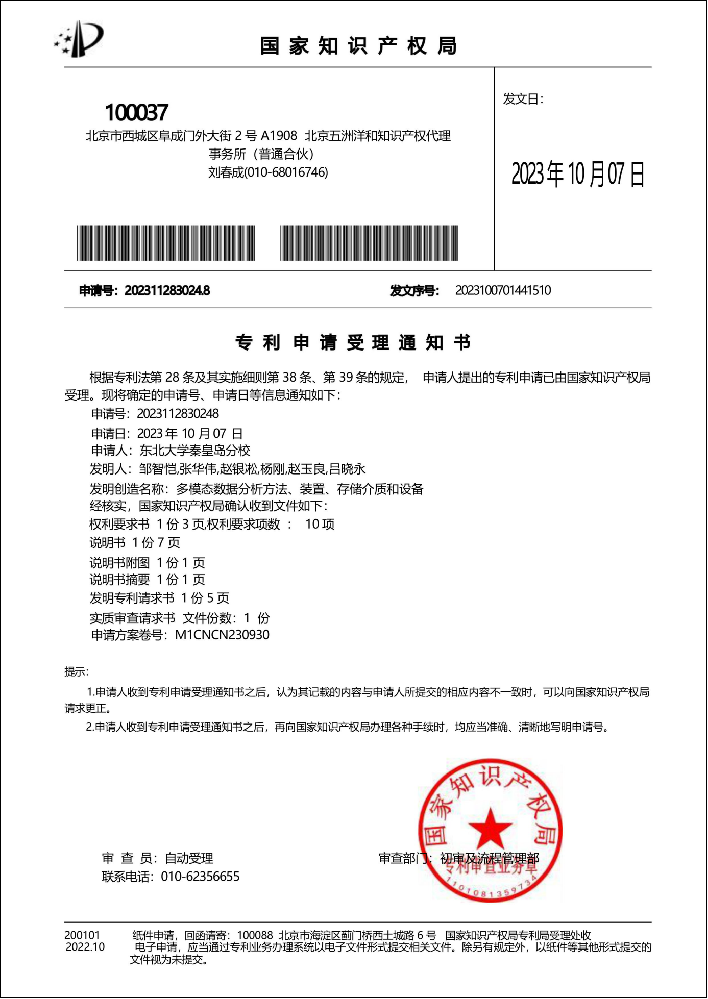 国家知识产权局
100037
北京市西城区阜成门外大街 2 号 A1908 北京五洲洋和知识产权代理
事务所（普通合伙）
刘春成(010-68016746)
发文日：
2023 年 10 月 07 日
申请号：202311283024.8
发文序号： 2023100701441510
专利申请受理通知书
根据专利法第 28 条及其实施细则第 38 条、第 39 条的规定， 申请人提出的专利申请已由国家知识产权局
受理。现将确定的申请号、申请日等信息通知如下：
申请号：2023112830248
申请日：2023 年 10 月 07 日
申请人：东北大学秦皇岛分校
发明人：邹智恺,张华伟,赵银凇,杨刚,赵玉良,吕晓永
发明创造名称：多模态数据分析方法、装置、存储介质和设备
经核实，国家知识产权局确认收到文件如下：
权利要求书 1 份 3 页,权利要求项数 ： 10 项
说明书 1 份 7 页
说明书附图 1 份 1 页
说明书摘要 1 份 1 页
发明专利请求书 1 份 5 页
实质审查请求书 文件份数：1 份
申请方案卷号：M1CNCN230930
提示：
1.申请人收到专利申请受理通知书之后，认为其记载的内容与申请人所提交的相应内容不一致时，可以向国家知识产权局
请求更正。
2.申请人收到专利申请受理通知书之后，再向国家知识产权局办理各种手续时，均应当准确、清晰地写明申请号。
国家知识产权局
专利审查业务章
1101081359734
审 查 员：自动受理
审查部门：初审及流程管理部
联系电话：010-62356655
200101 纸件申请，回函请寄：100088 北京市海淀区蓟门桥西土城路 6 号 国家知识产权局专利局受理处收
2022.10 电子申请，应当通过专利业务办理系统以电子文件形式提交相关文件。除另有规定外，以纸件等其他形式提交的
文件视为未提交。